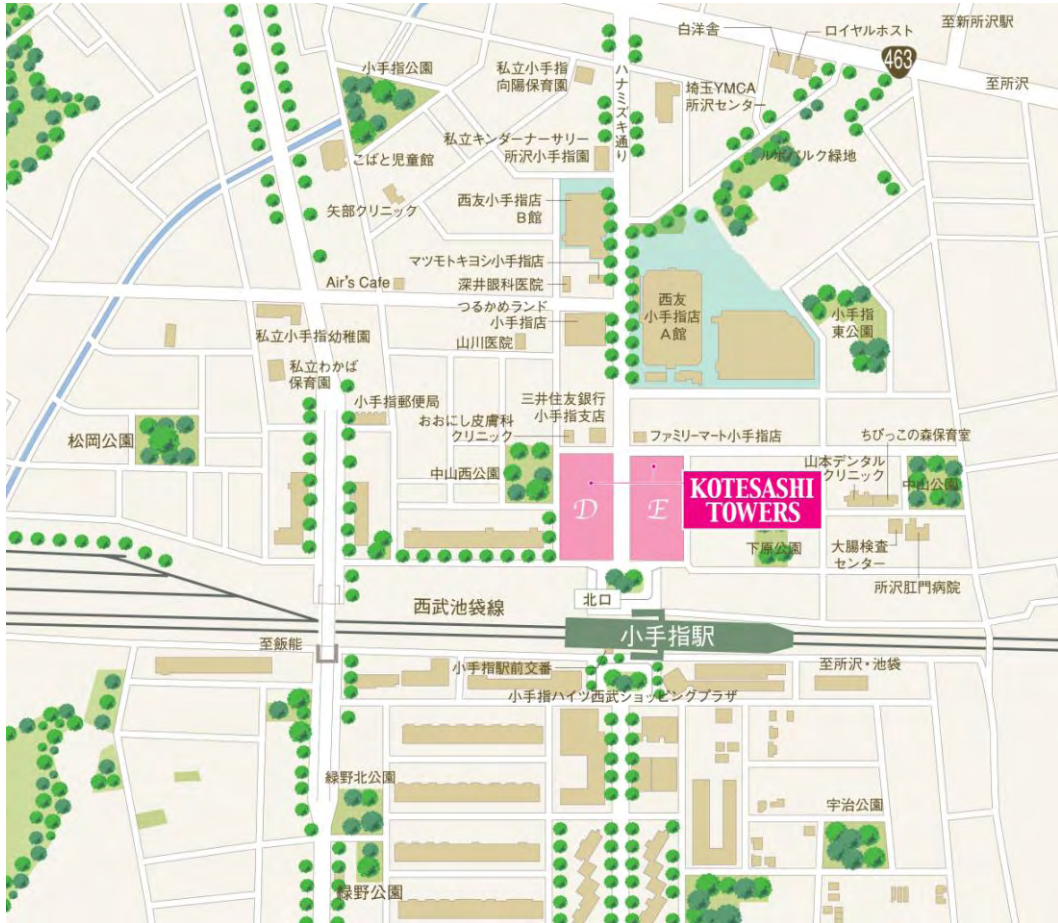 白洋舎
ロイヤルホスト
至新所沢駅
463
至所沢
小手指公園
私立小手指
向陽保育園
ハナミズキ通り
埼玉YMCA
所沢センター
私立キンダーナーサリー
所沢小手指園
こばと児童館
ルボバルク緑地
矢部クリニック
西友小手指店
B館
マツモトキヨシ小手指店
Air's Cafe
深井眼科医院
つるかめランド
小手指店
西友
小手指店
A館
小手指
東公園
私立小手指幼稚園
山川医院
私立わかば
保育園
小手指郵便局
三井住友銀行
小手指支店
おおにし皮膚科
クリニック
ファミリーマート小手指店
ちびっこの森保育室
松岡公園
中山西公園
山本デンタル
クリニック
中山公園
D
E
KOTESASHI
TOWERS
下原公園
大腸検査
センター
所沢肛門病院
北口
西武池袋線
小手指駅
至飯能
小手指駅前交番
至所沢・池袋
小手指ハイツ西武ショッピングプラザ
緑野北公園
宇治公園
緑野公園